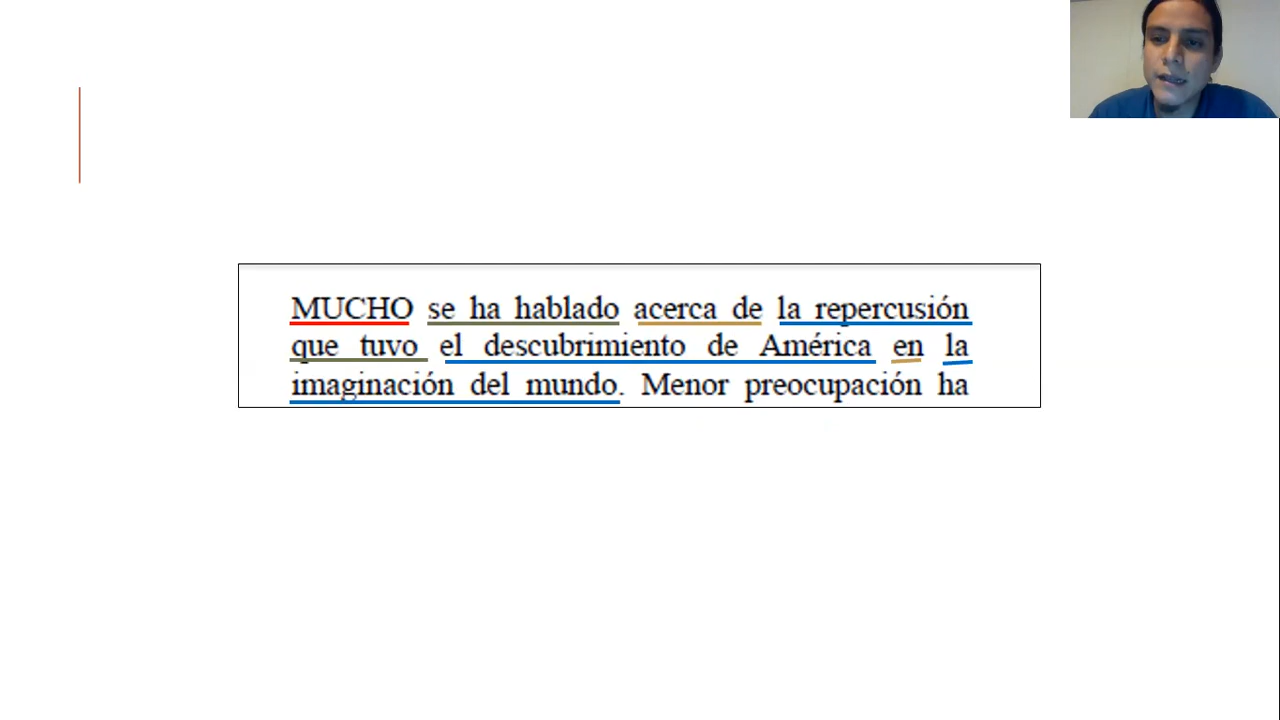 MUCHO se ha hablado acerca de la repercusión
que tuvo el descubrimiento de América en la
imaginación del mundo. Menor preocupación ha